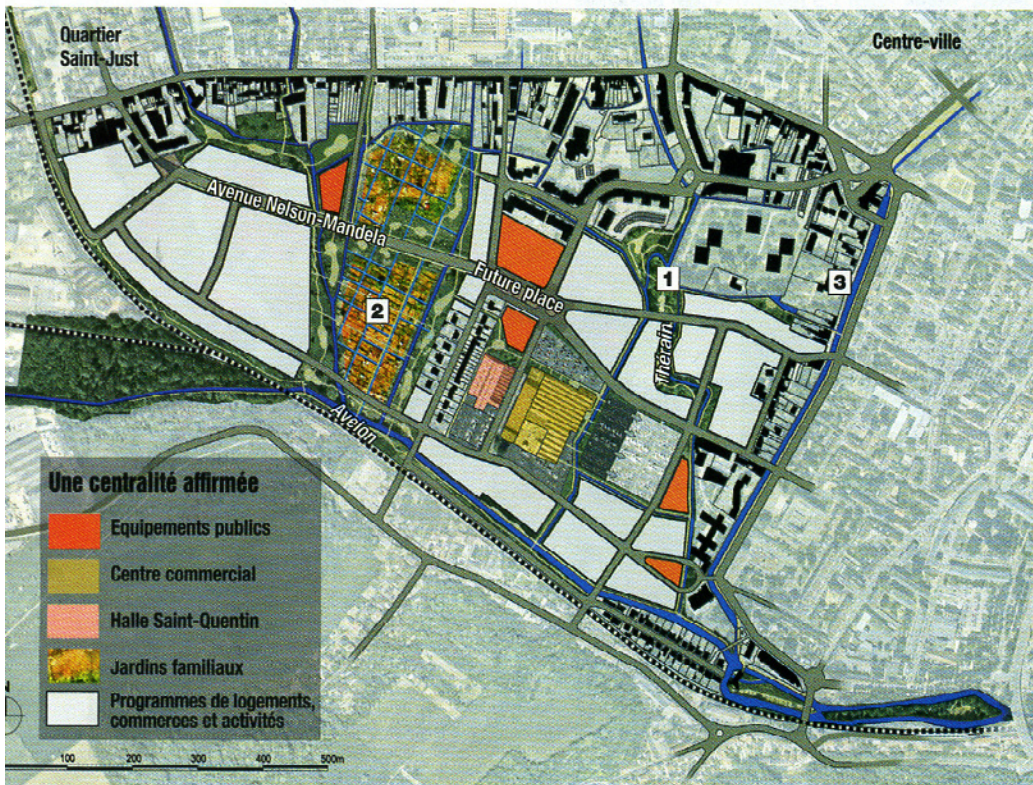 Quartier
Saint-Just
Centre-ville
Avenue Nelson-Mandela
Future place
1
2
3
Thérain
Avelon
Une centralité affirmée
Equipements publics
Centre commercial
Halle Saint-Quentin
Jardins familiaux
Programmes de logements,
commerces et activités
N
100
200
300
400
500m